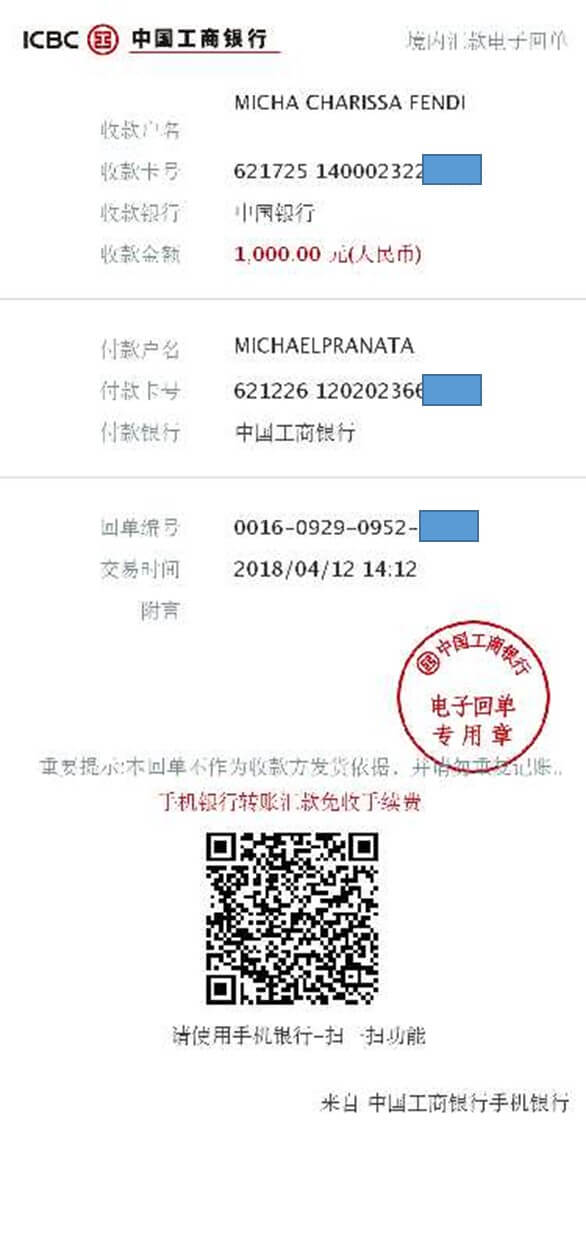 ICBC 中国工商银行 境内汇款电子回单
MICHA CHARISSA FENDI
收款户名
收款卡号 621725 140002322
收款银行 中国银行
收款金额 1,000.00 元(人民币)
付款户名 MICHAELPRANATA
付款卡号 621226 120202366
付款银行 中国工商银行
回单编号 0016-0929-0952-
交易时间 2018/04/12 14:12
附言
中国工商银行
电子回单
专用章
重要提示:本回单不作为收款方发货依据，并请勿重复记账..
手机银行转账汇款免收手续费
请使用手机银行-扫一扫功能
来自 中国工商银行手机银行